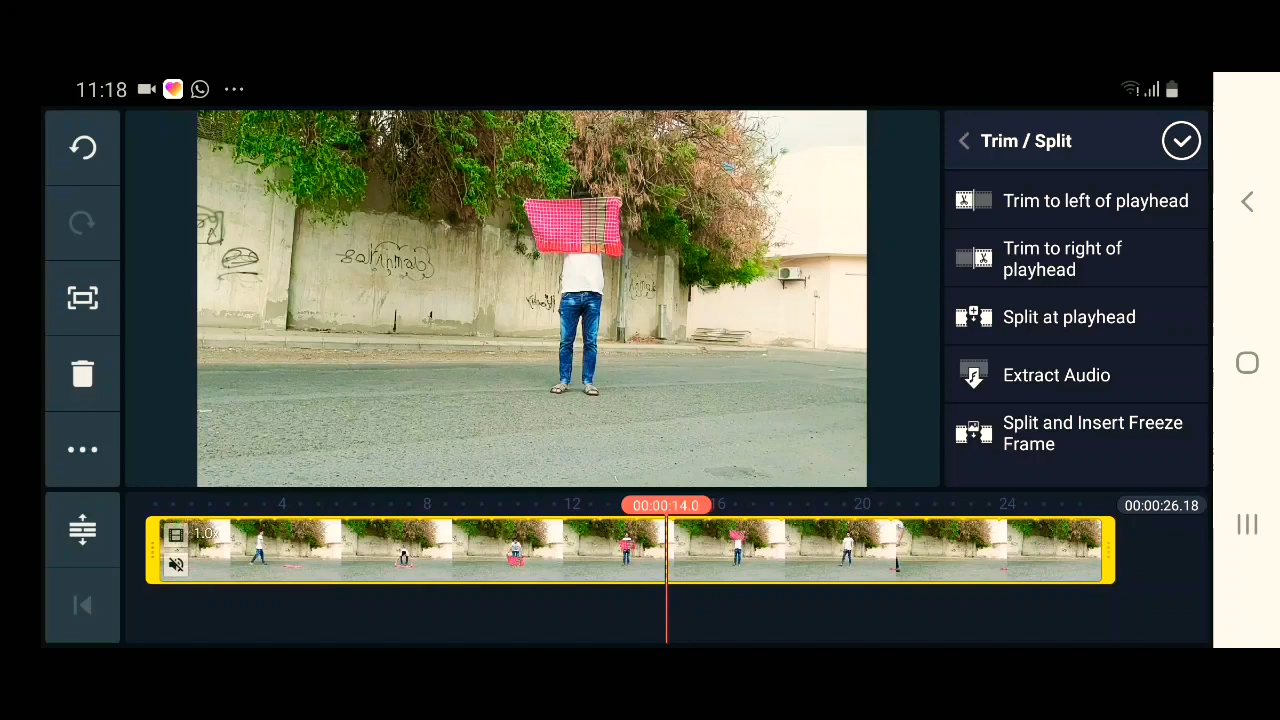 11:18
Trim / Split
Trim to left of playhead
Trim to right of
playhead
Split at playhead
Extract Audio
Split and Insert Freeze
Frame
4
8
12
00:00:14.0
16
20
24
00:00:26.18
1.0x